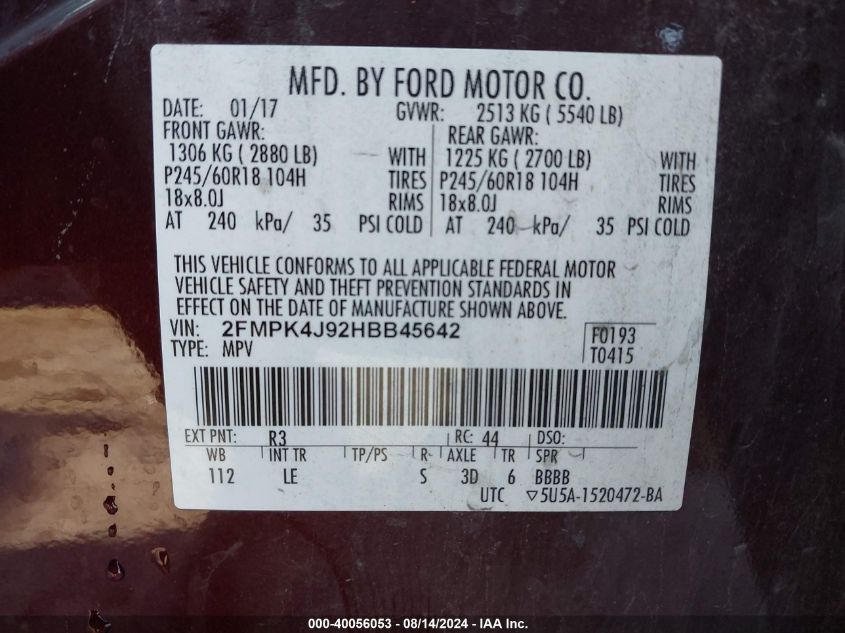 MFD. BY FORD MOTOR CO.
DATE: 01/17 GVWR: 2513 KG ( 5540 LB)
FRONT GAWR: REAR GAWR:
1306 KG ( 2880 LB) WITH 1225 KG ( 2700 LB) WITH
P245/60R18 104H TIRES P245/60R18 104H TIRES
18x8.0J RIMS 18x8.0J RIMS
AT 240 kPa/ 35 PSI COLD AT 240 kPa/ 35 PSI COLD
THIS VEHICLE CONFORMS TO ALL APPLICABLE FEDERAL MOTOR
VEHICLE SAFETY AND THEFT PREVENTION STANDARDS IN
EFFECT ON THE DATE OF MANUFACTURE SHOWN ABOVE.
VIN: 2FMPK4J92HBB45642 F0193
TYPE: MPV T0415
EXT PNT: R3 RC: 44 DSO:
WB INT TR TP/PS R AXLE TR SPR
112 LE S 3D 6 BBBB
UTC ▽5U5A-1520472-BA
000-40056053 - 08/14/2024 - IAA Inc.